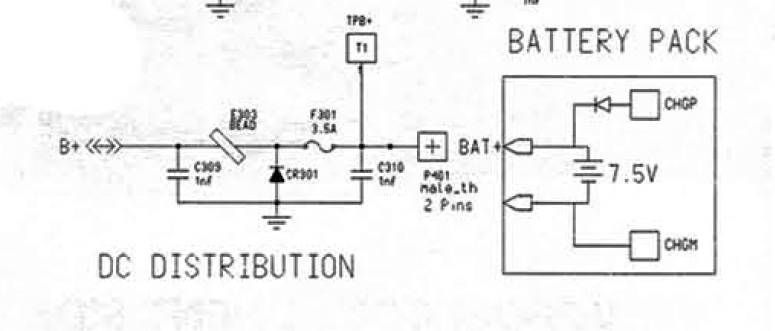 TPB+
T1
BATTERY PACK
E303
BEAD
F301
3.5A
CHGP
B+
+
BAT+
C309
1nf
CR301
C310
1nf
P401
male_th
2 Pins
7.5V
CHGM
DC DISTRIBUTION